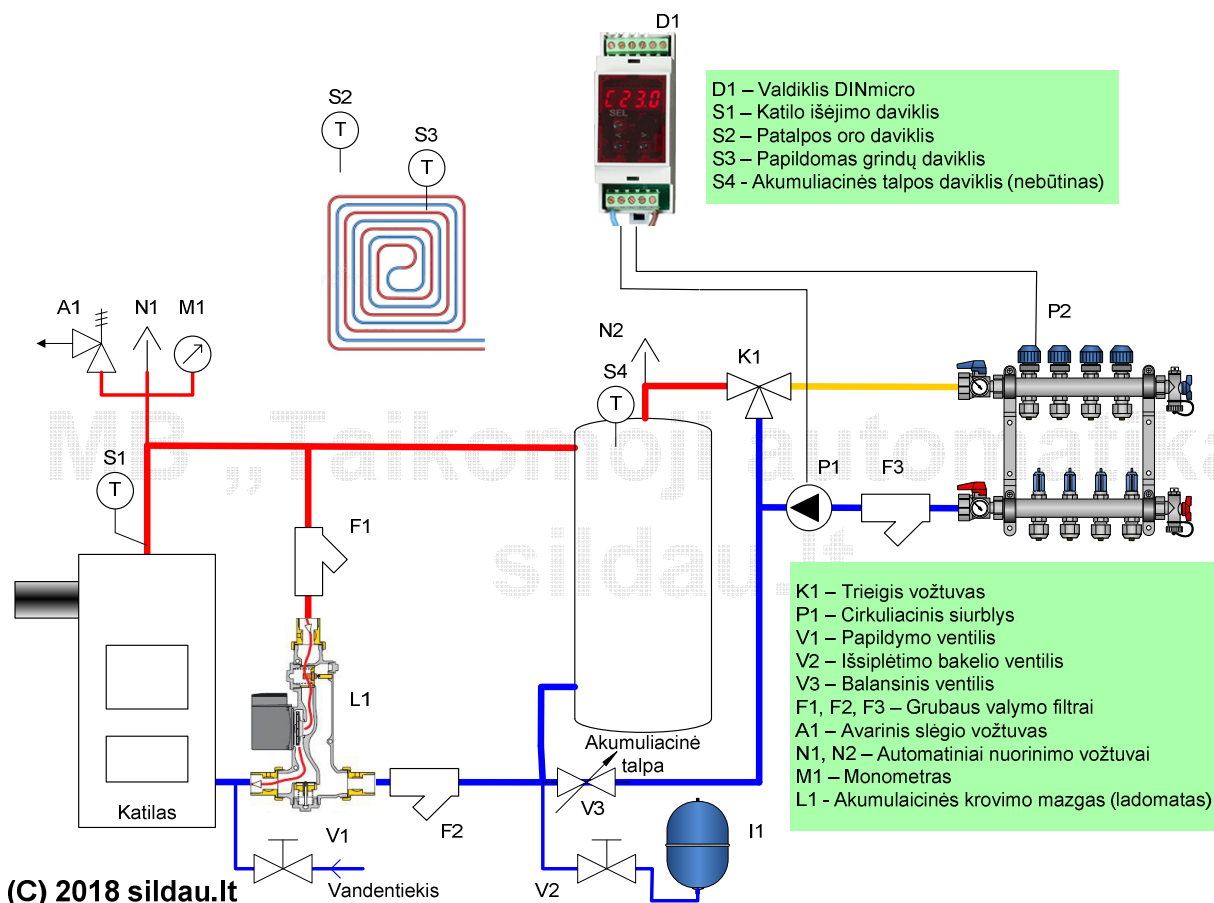 D1
C23.0
SEL
D1 – Valdiklis DINmicro
S1 – Katilo išėjimo daviklis
S2 – Patalpos oro daviklis
S3 – Papildomas grindų daviklis
S4 - Akumuliacinės talpos daviklis (nebūtinas)
S2
T
S3
T
A1
N1
M1
N2
S4
T
K1
P2
MB „Taikomoji automatika
sildau.lt
S1
T
F1
P1
F3
L1
Akumuliacinė
talpa
V3
Katilas
F2
V1
Vandentiekis
V2
I1
K1 – Trieigis vožtuvas
P1 – Cirkuliacinis siurblys
V1 – Papildymo ventilis
V2 – Išsiplėtimo bakelio ventilis
V3 – Balansinis ventilis
F1, F2, F3 – Grubaus valymo filtrai
A1 – Avarinis slėgio vožtuvas
N1, N2 – Automatiniai nuorinimo vožtuvai
M1 – Monometras
L1 - Akumulaicinės krovimo mazgas (ladomatas)
(C) 2018 sildau.lt